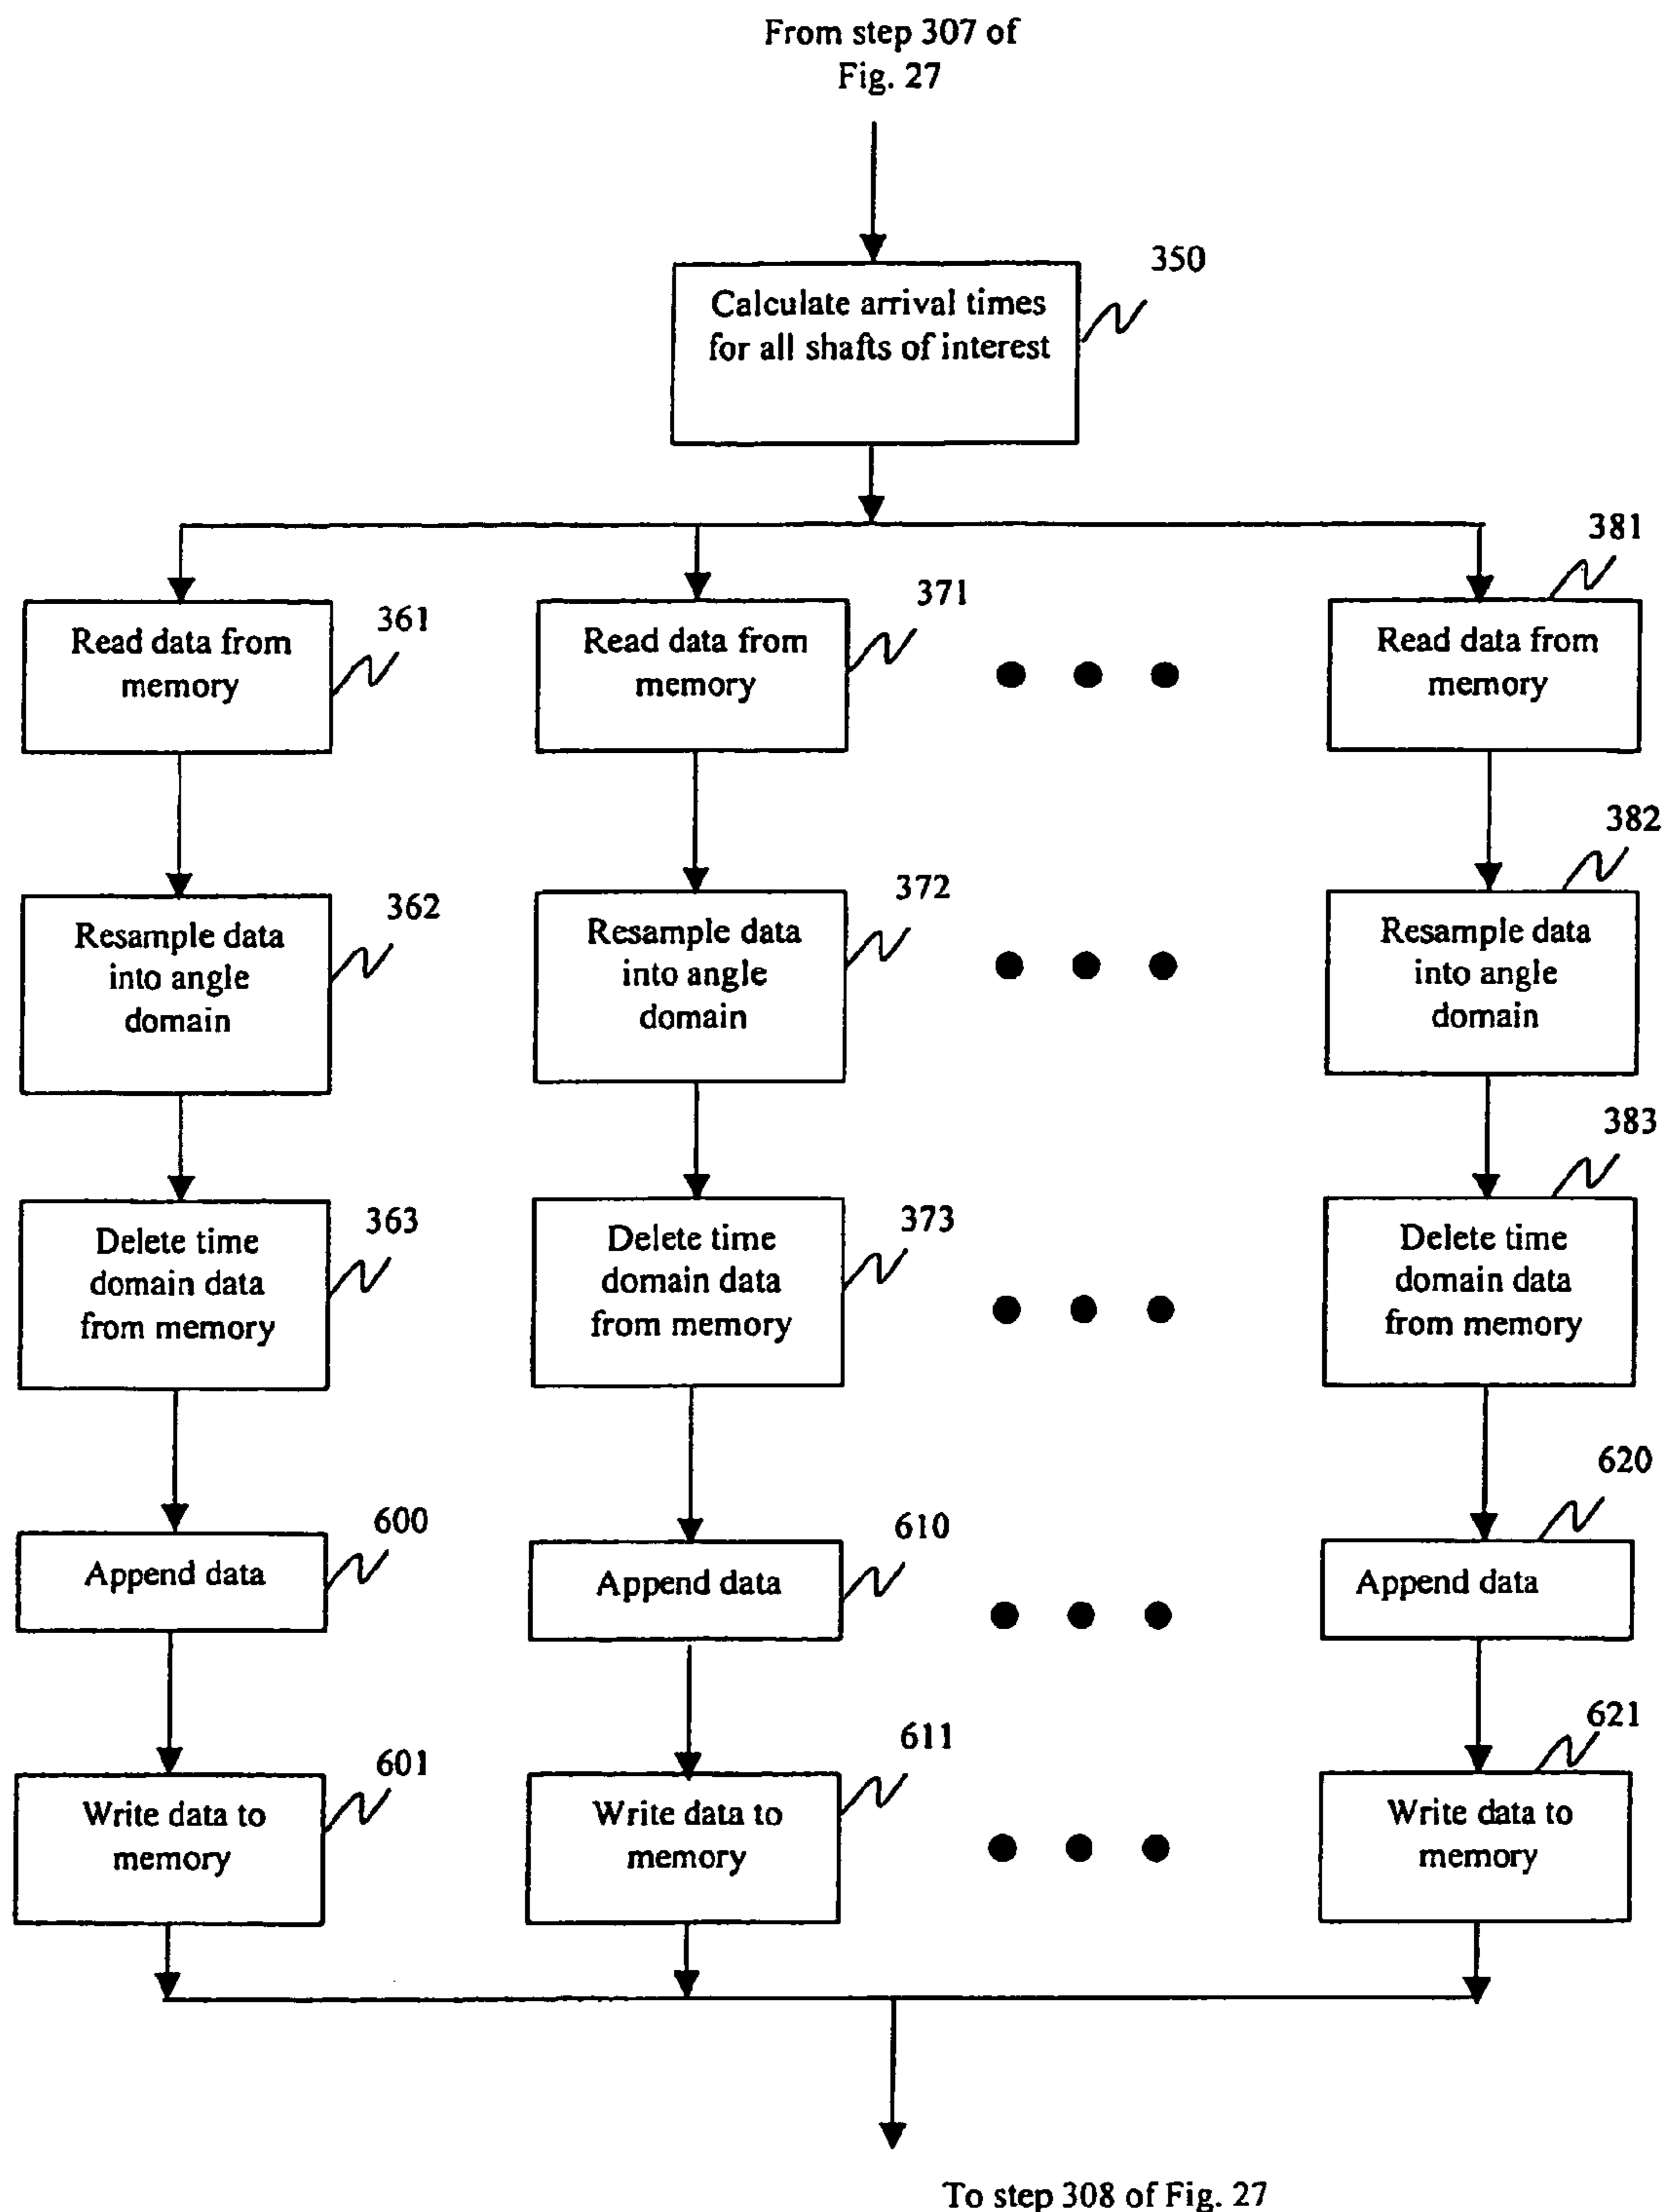 From step 307 of
Fig. 27
350
Calculate arrival times
for all shafts of interest
381
361
371
Read data from
memory
Read data from
memory
Read data from
memory
382
362
372
Resample data
into angle
domain
Resample data
into angle
domain
Resample data
into angle
domain
383
363
373
Delete time
domain data
from memory
Delete time
domain data
from memory
Delete time
domain data
from memory
620
600
610
Append data
Append data
Append data
621
601
611
Write data to
memory
Write data to
memory
Write data to
memory
To step 308 of Fig. 27